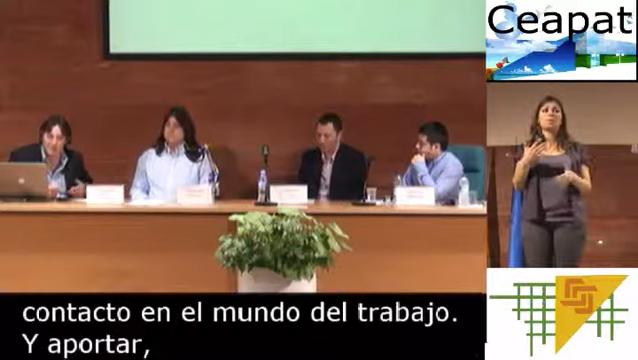 Ceapat
contacto en el mundo del trabajo.
Y aportar,